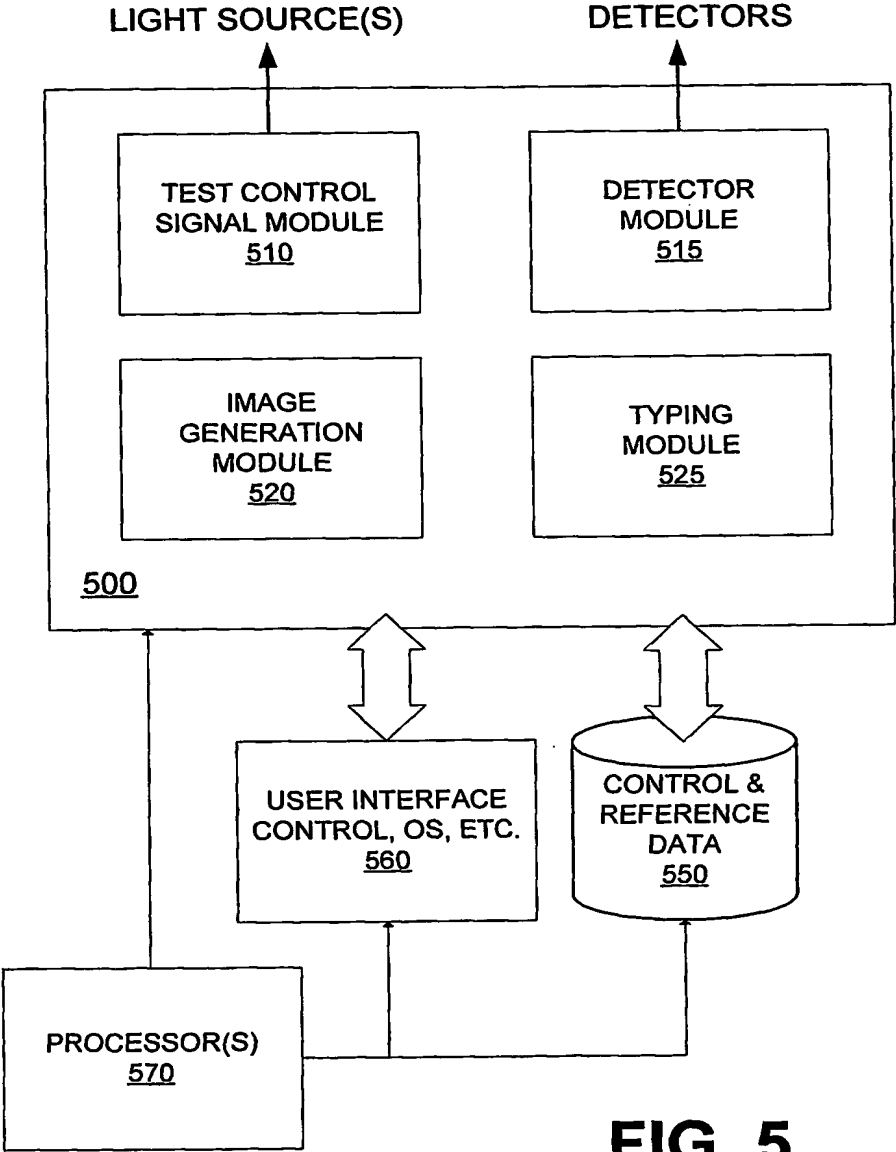 LIGHT SOURCE(S)
DETECTORS
TEST CONTROL
SIGNAL MODULE
510
DETECTOR
MODULE
515
IMAGE
GENERATION
MODULE
520
TYPING
MODULE
525
500
USER INTERFACE
CONTROL, OS, ETC.
560
CONTROL &
REFERENCE
DATA
550
PROCESSOR(S)
570
FIG. 5